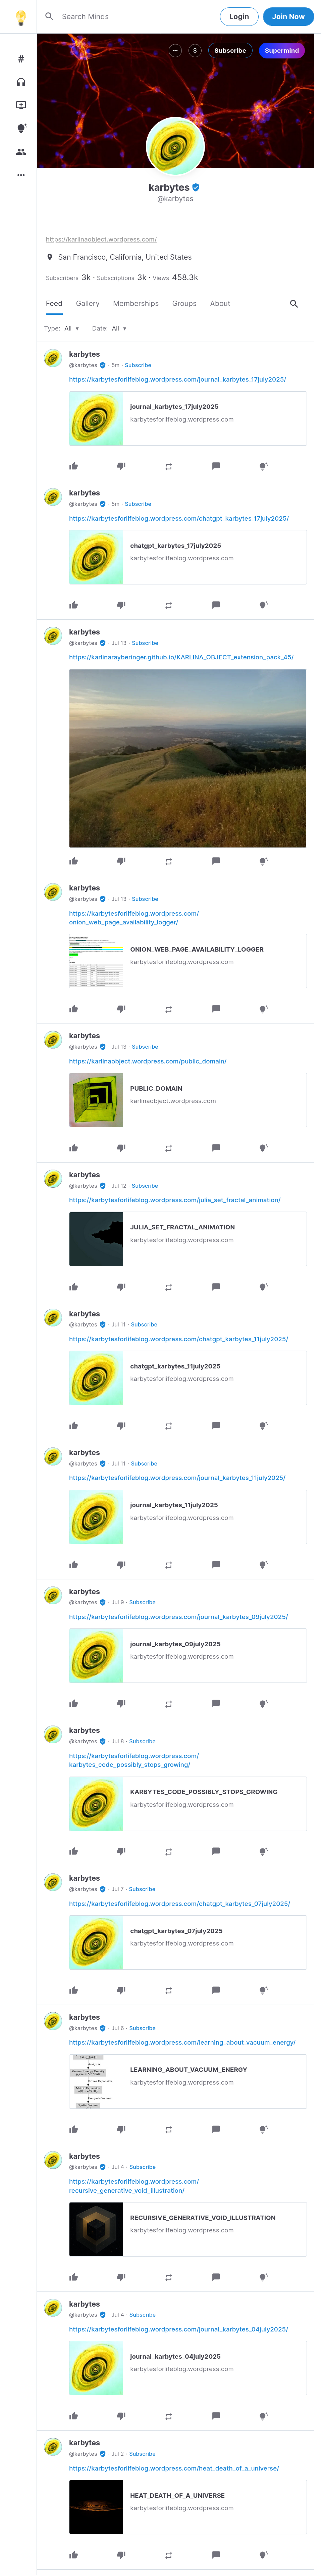 Search Minds
Login
Join Now
Subscribe
Supermind
karbytes
@karbytes
https://karlinaobject.wordpress.com/
San Francisco, California, United States
Subscribers 3k · Subscriptions 3k · Views 458.3k
Feed Gallery Memberships Groups About
Type: All ▾ Date: All ▾
karbytes
@karbytes · 5m · Subscribe
https://karbytesforlifeblog.wordpress.com/journal_karbytes_17july2025/
journal_karbytes_17july2025
karbytesforlifeblog.wordpress.com
karbytes
@karbytes · 5m · Subscribe
https://karbytesforlifeblog.wordpress.com/chatgpt_karbytes_17july2025/
chatgpt_karbytes_17july2025
karbytesforlifeblog.wordpress.com
karbytes
@karbytes · Jul 13 · Subscribe
https://karlinarayberinger.github.io/KARLINA_OBJECT_extension_pack_45/
karbytes
@karbytes · Jul 13 · Subscribe
https://karbytesforlifeblog.wordpress.com/
onion_web_page_availability_logger/
ONION_WEB_PAGE_AVAILABILITY_LOGGER
karbytesforlifeblog.wordpress.com
karbytes
@karbytes · Jul 13 · Subscribe
https://karlinaobject.wordpress.com/public_domain/
PUBLIC_DOMAIN
karlinaobject.wordpress.com
karbytes
@karbytes · Jul 12 · Subscribe
https://karbytesforlifeblog.wordpress.com/julia_set_fractal_animation/
JULIA_SET_FRACTAL_ANIMATION
karbytesforlifeblog.wordpress.com
karbytes
@karbytes · Jul 11 · Subscribe
https://karbytesforlifeblog.wordpress.com/chatgpt_karbytes_11july2025/
chatgpt_karbytes_11july2025
karbytesforlifeblog.wordpress.com
karbytes
@karbytes · Jul 11 · Subscribe
https://karbytesforlifeblog.wordpress.com/journal_karbytes_11july2025/
journal_karbytes_11july2025
karbytesforlifeblog.wordpress.com
karbytes
@karbytes · Jul 9 · Subscribe
https://karbytesforlifeblog.wordpress.com/journal_karbytes_09july2025/
journal_karbytes_09july2025
karbytesforlifeblog.wordpress.com
karbytes
@karbytes · Jul 8 · Subscribe
https://karbytesforlifeblog.wordpress.com/
karbytes_code_possibly_stops_growing/
KARBYTES_CODE_POSSIBLY_STOPS_GROWING
karbytesforlifeblog.wordpress.com
karbytes
@karbytes · Jul 7 · Subscribe
https://karbytesforlifeblog.wordpress.com/chatgpt_karbytes_07july2025/
chatgpt_karbytes_07july2025
karbytesforlifeblog.wordpress.com
karbytes
@karbytes · Jul 6 · Subscribe
https://karbytesforlifeblog.wordpress.com/learning_about_vacuum_energy/
LEARNING_ABOUT_VACUUM_ENERGY
karbytesforlifeblog.wordpress.com
karbytes
@karbytes · Jul 4 · Subscribe
https://karbytesforlifeblog.wordpress.com/
recursive_generative_void_illustration/
RECURSIVE_GENERATIVE_VOID_ILLUSTRATION
karbytesforlifeblog.wordpress.com
karbytes
@karbytes · Jul 4 · Subscribe
https://karbytesforlifeblog.wordpress.com/journal_karbytes_04july2025/
journal_karbytes_04july2025
karbytesforlifeblog.wordpress.com
karbytes
@karbytes · Jul 2 · Subscribe
https://karbytesforlifeblog.wordpress.com/heat_death_of_a_universe/
HEAT_DEATH_OF_A_UNIVERSE
karbytesforlifeblog.wordpress.com